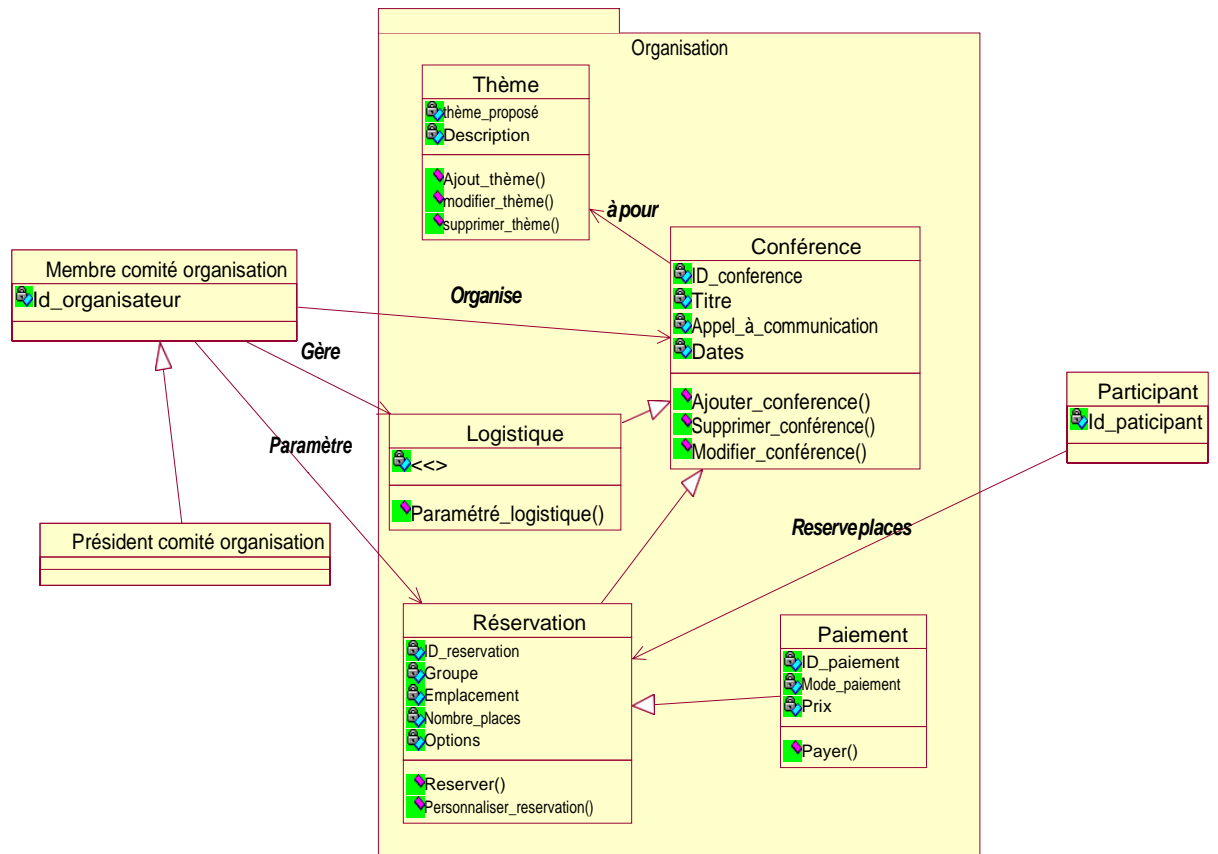 Organisation
Thème
thème_proposé
Description
Ajout_thème()
modifier_thème()
supprimer_thème()
à pour
Conférence
ID_conference
Titre
Appel_à_communication
Dates
Ajouter_conference()
Supprimer_conférence()
Modifier_conférence()
Membre comité organisation
Id_organisateur
Organise
Gère
Paramètre
Logistique
<<>
Paramétré_logistique()
Participant
Id_paticipant
Reserve places
Président comité organisation
Réservation
ID_reservation
Groupe
Emplacement
Nombre_places
Options
Reserver()
Personnaliser_reservation()
Paiement
ID_paiement
Mode_paiement
Prix
Payer()